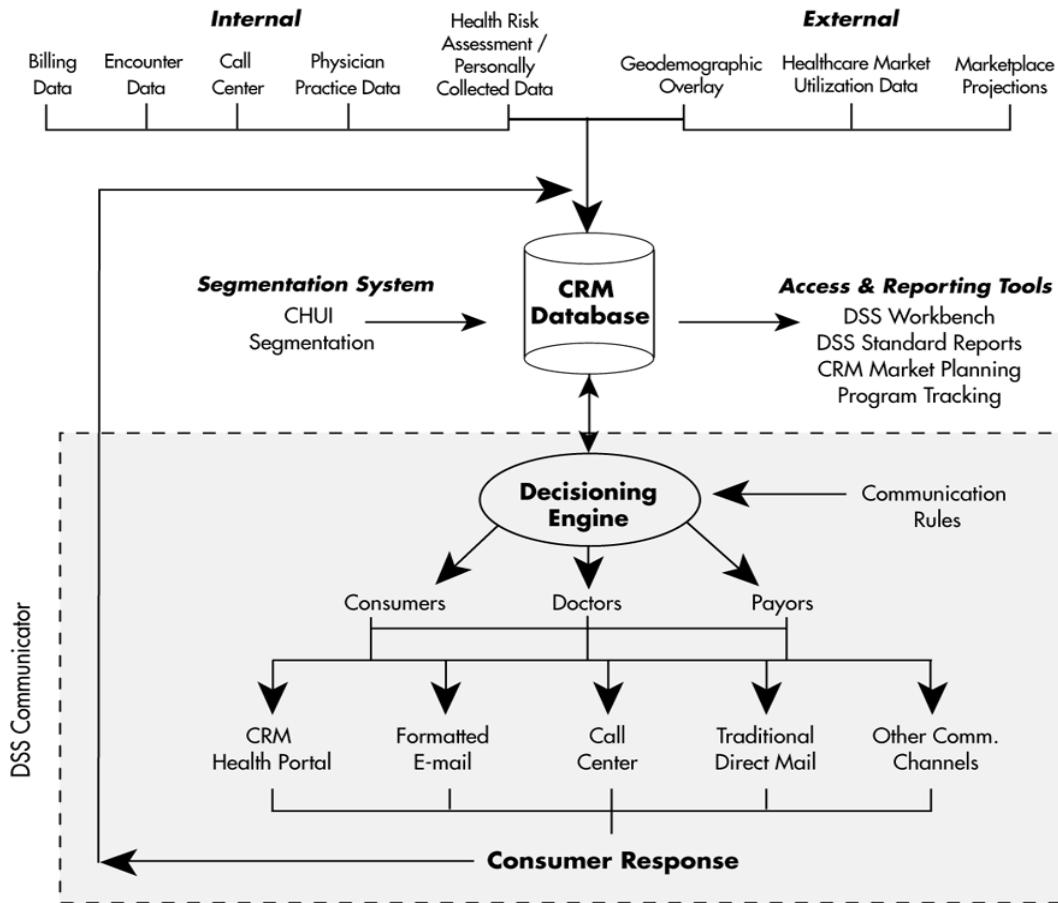 Internal
External
Billing
Data
Encounter
Data
Call
Center
Physician
Practice Data
Health Risk
Assessment /
Personally
Collected Data
Geodemographic
Overlay
Healthcare Market
Utilization Data
Marketplace
Projections
Segmentation System
CHUI
Segmentation
CRM
Database
Access & Reporting Tools
DSS Workbench
DSS Standard Reports
CRM Market Planning
Program Tracking
DSS Communicator
Decisioning
Engine
Communication
Rules
Consumers
Doctors
Payors
CRM
Health Portal
Formatted
E-mail
Call
Center
Traditional
Direct Mail
Other Comm.
Channels
Consumer Response